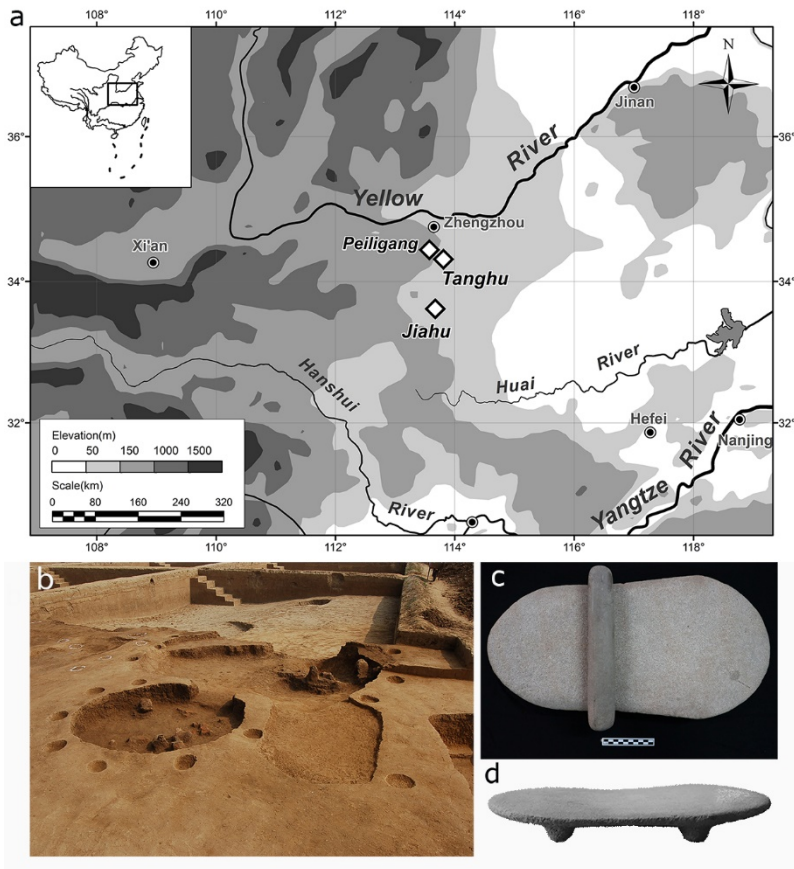 a
108°
110°
112°
114°
116°
118°
N
Jinan
36°
36°
River
Yellow
Zhengzhou
Xi'an
Peiligang
Tanghu
34°
34°
Jiahu
Hanshui
River
Huai
32°
32°
Hefei
River
Nanjing
Yangtze
River
Elevation(m)
0 50 150 1000 1500
Scale(km)
0 80 160 240 320
108°
110°
112°
114°
116°
118°
b
c
d